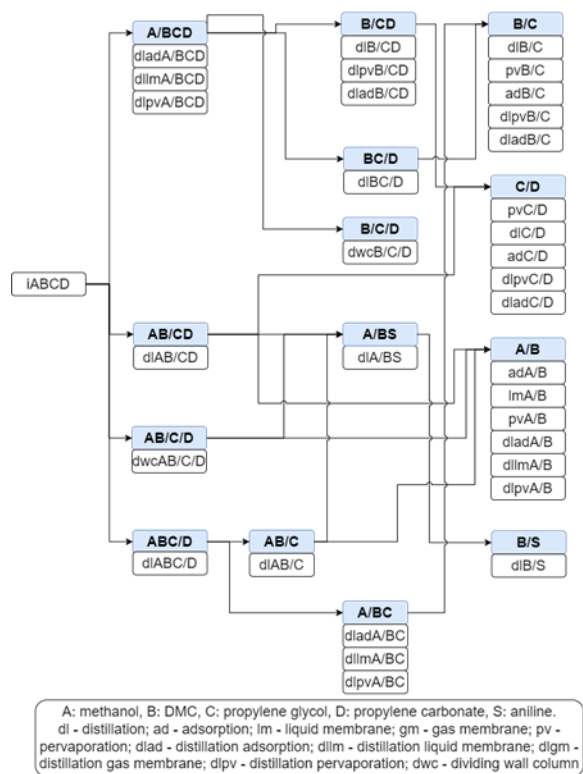 A/BCD
dladA/BCD
dllmA/BCD
dlpvA/BCD
B/CD
dlB/CD
dlpvB/CD
dladB/CD
B/C
dlB/C
pvB/C
adB/C
dlpvB/C
dladB/C
BC/D
dlBC/D
C/D
pvC/D
dlC/D
adC/D
dlpvC/D
dladC/D
B/C/D
dwcB/C/D
iABCD
AB/CD
dlAB/CD
A/BS
dlA/BS
A/B
adA/B
lmA/B
pvA/B
dladA/B
dllmA/B
dlpvA/B
AB/C/D
dwcAB/C/D
ABC/D
dlABC/D
AB/C
dlAB/C
B/S
dlB/S
A/BC
dladA/BC
dllmA/BC
dlpvA/BC
A: methanol, B: DMC, C: propylene glycol, D: propylene carbonate, S: aniline.
dl - distillation; ad - adsorption; lm - liquid membrane; gm - gas membrane; pv -
pervaporation; dlad - distillation adsorption; dllm - distillation liquid membrane; dlgm -
distillation gas membrane; dlpv - distillation pervaporation; dwc - dividing wall column